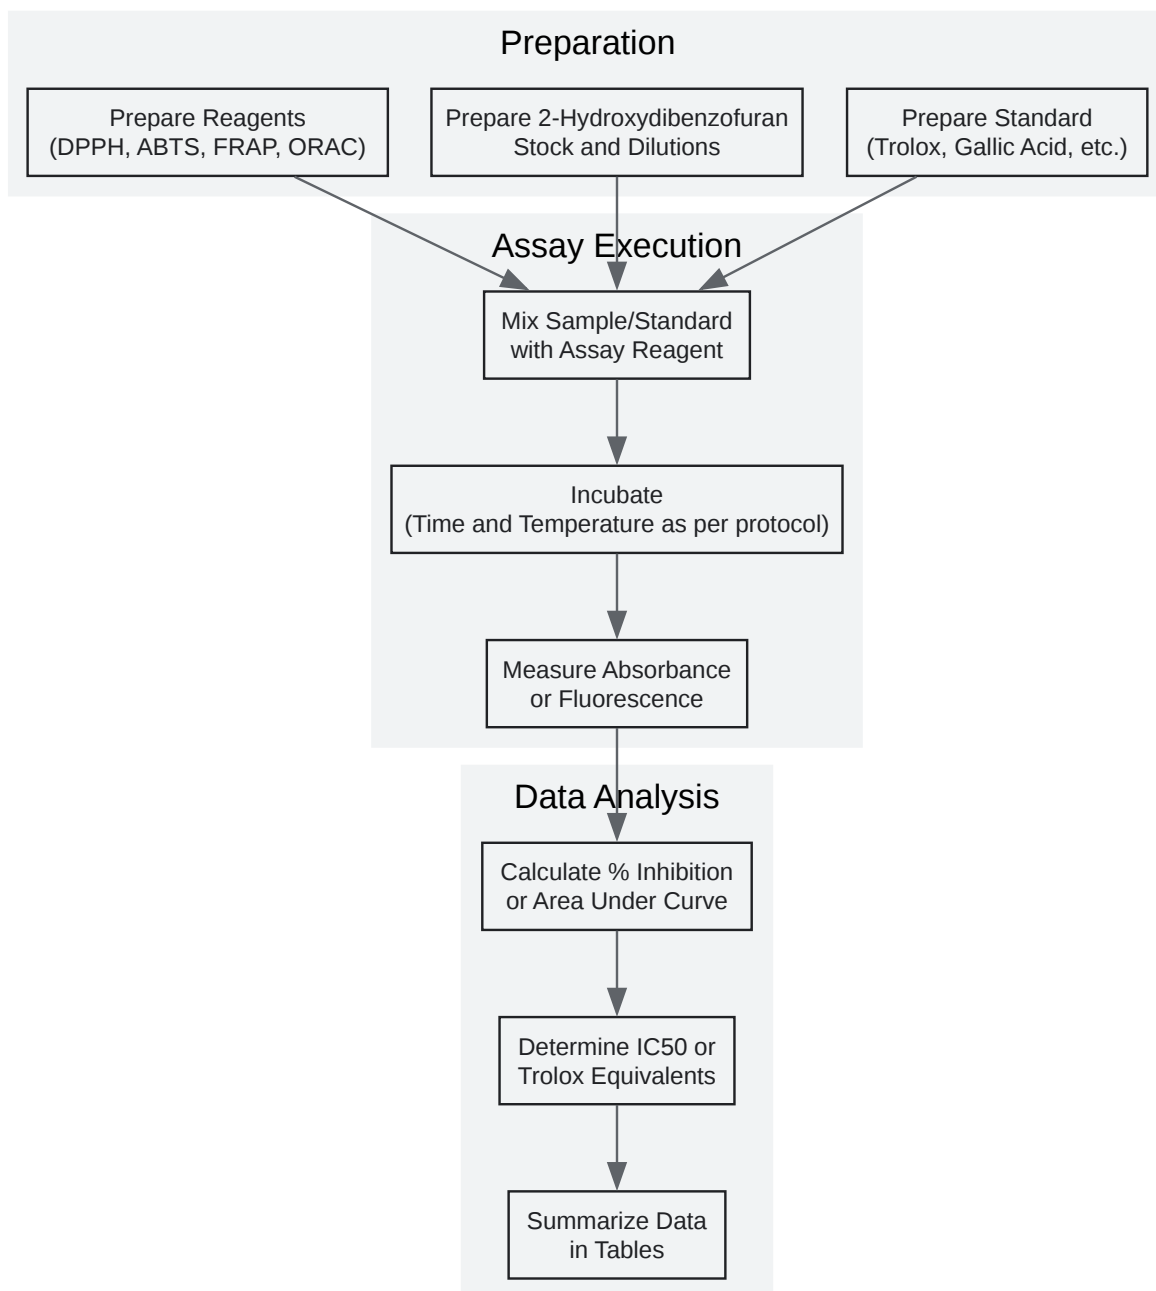 Preparation
Prepare Reagents
(DPPH, ABTS, FRAP, ORAC)
Prepare 2-Hydroxydibenzofuran
Stock and Dilutions
Prepare Standard
(Trolox, Gallic Acid, etc.)
Assay Execution
Mix Sample/Standard
with Assay Reagent
Incubate
(Time and Temperature as per protocol)
Measure Absorbance
or Fluorescence
Data Analysis
Calculate % Inhibition
or Area Under Curve
Determine IC50 or
Trolox Equivalents
Summarize Data
in Tables